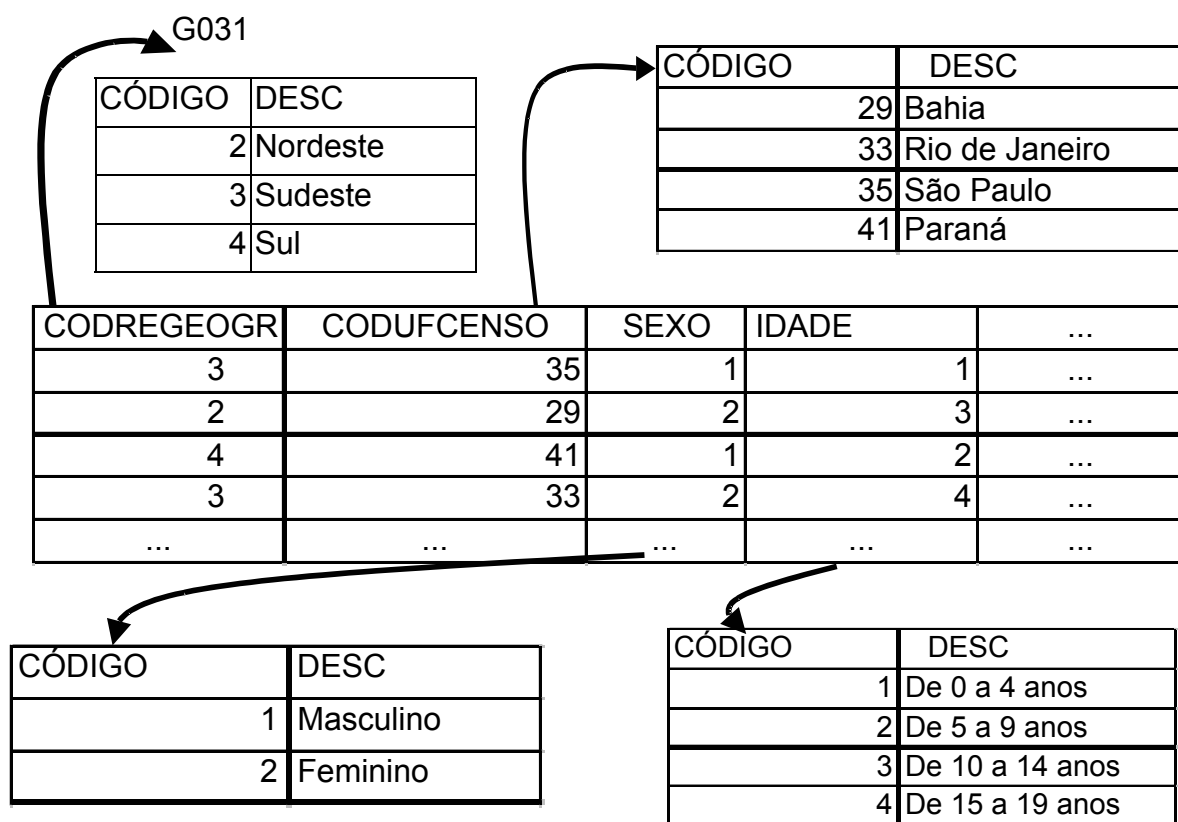 G031
CÓDIGO DESC
2 Nordeste
3 Sudeste
4 Sul
CÓDIGO DESC
29 Bahia
33 Rio de Janeiro
35 São Paulo
41 Paraná
CODREGEOGR CODUFCENSO SEXO IDADE ...
3 35 1 1 ...
2 29 2 3 ...
4 41 1 2 ...
3 33 2 4 ...
... ... ... ... ...
CÓDIGO DESC
1 Masculino
2 Feminino
CÓDIGO DESC
1 De 0 a 4 anos
2 De 5 a 9 anos
3 De 10 a 14 anos
4 De 15 a 19 anos